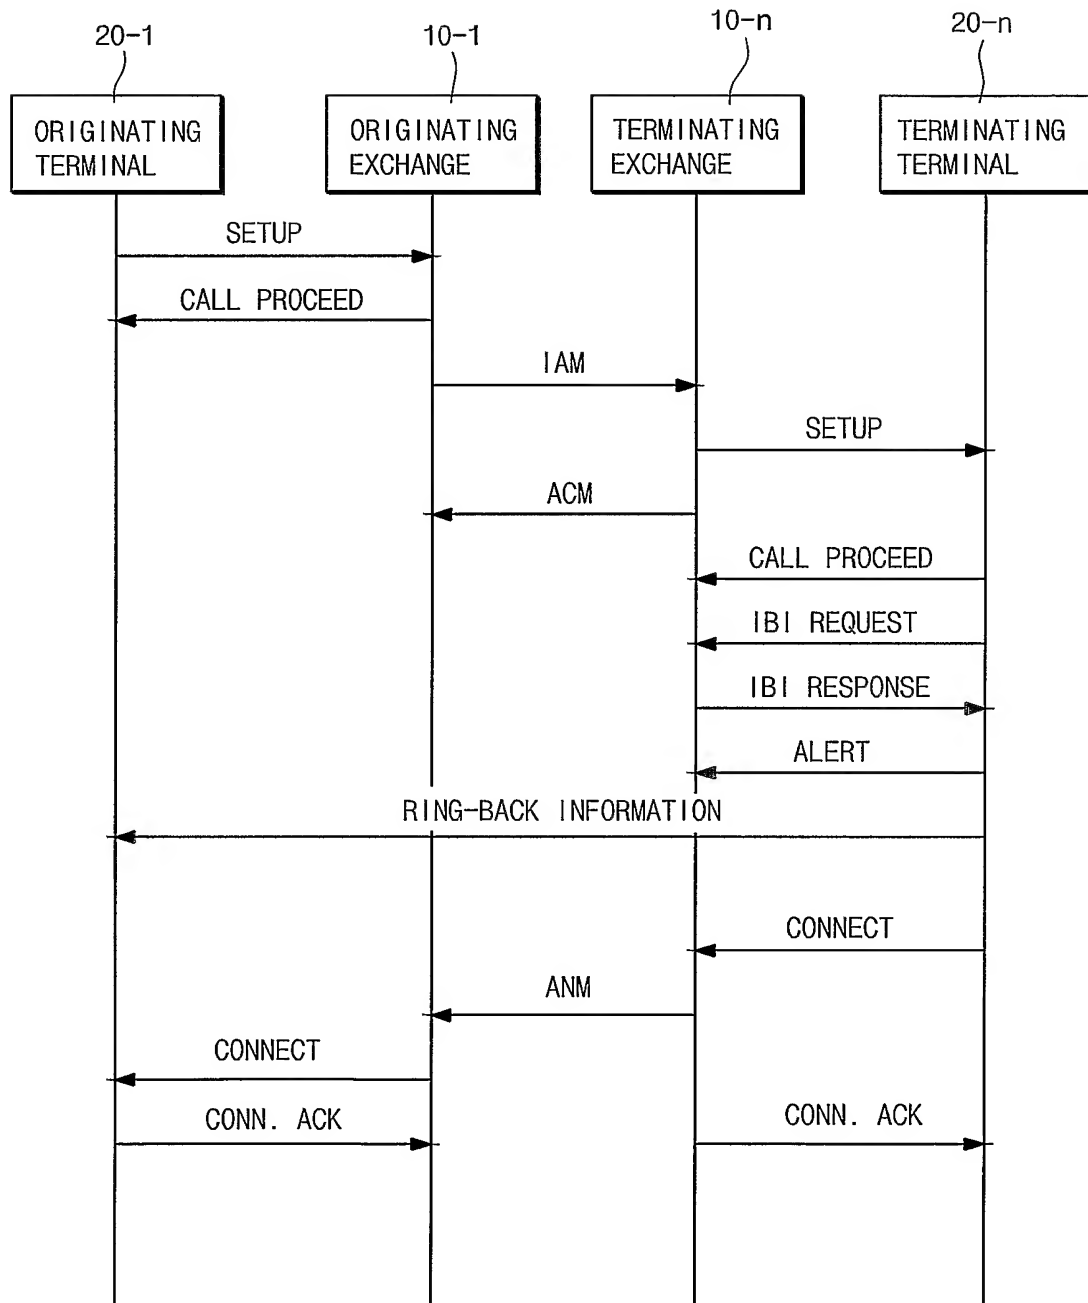 20-1
10-1
10-n
20-n
ORIGINATING
TERMINAL
ORIGINATING
EXCHANGE
TERMINATING
EXCHANGE
TERMINATING
TERMINAL
SETUP
CALL PROCEED
IAM
SETUP
ACM
CALL PROCEED
IBI REQUEST
IBI RESPONSE
ALERT
RING-BACK INFORMATION
CONNECT
ANM
CONNECT
CONN. ACK
CONN. ACK